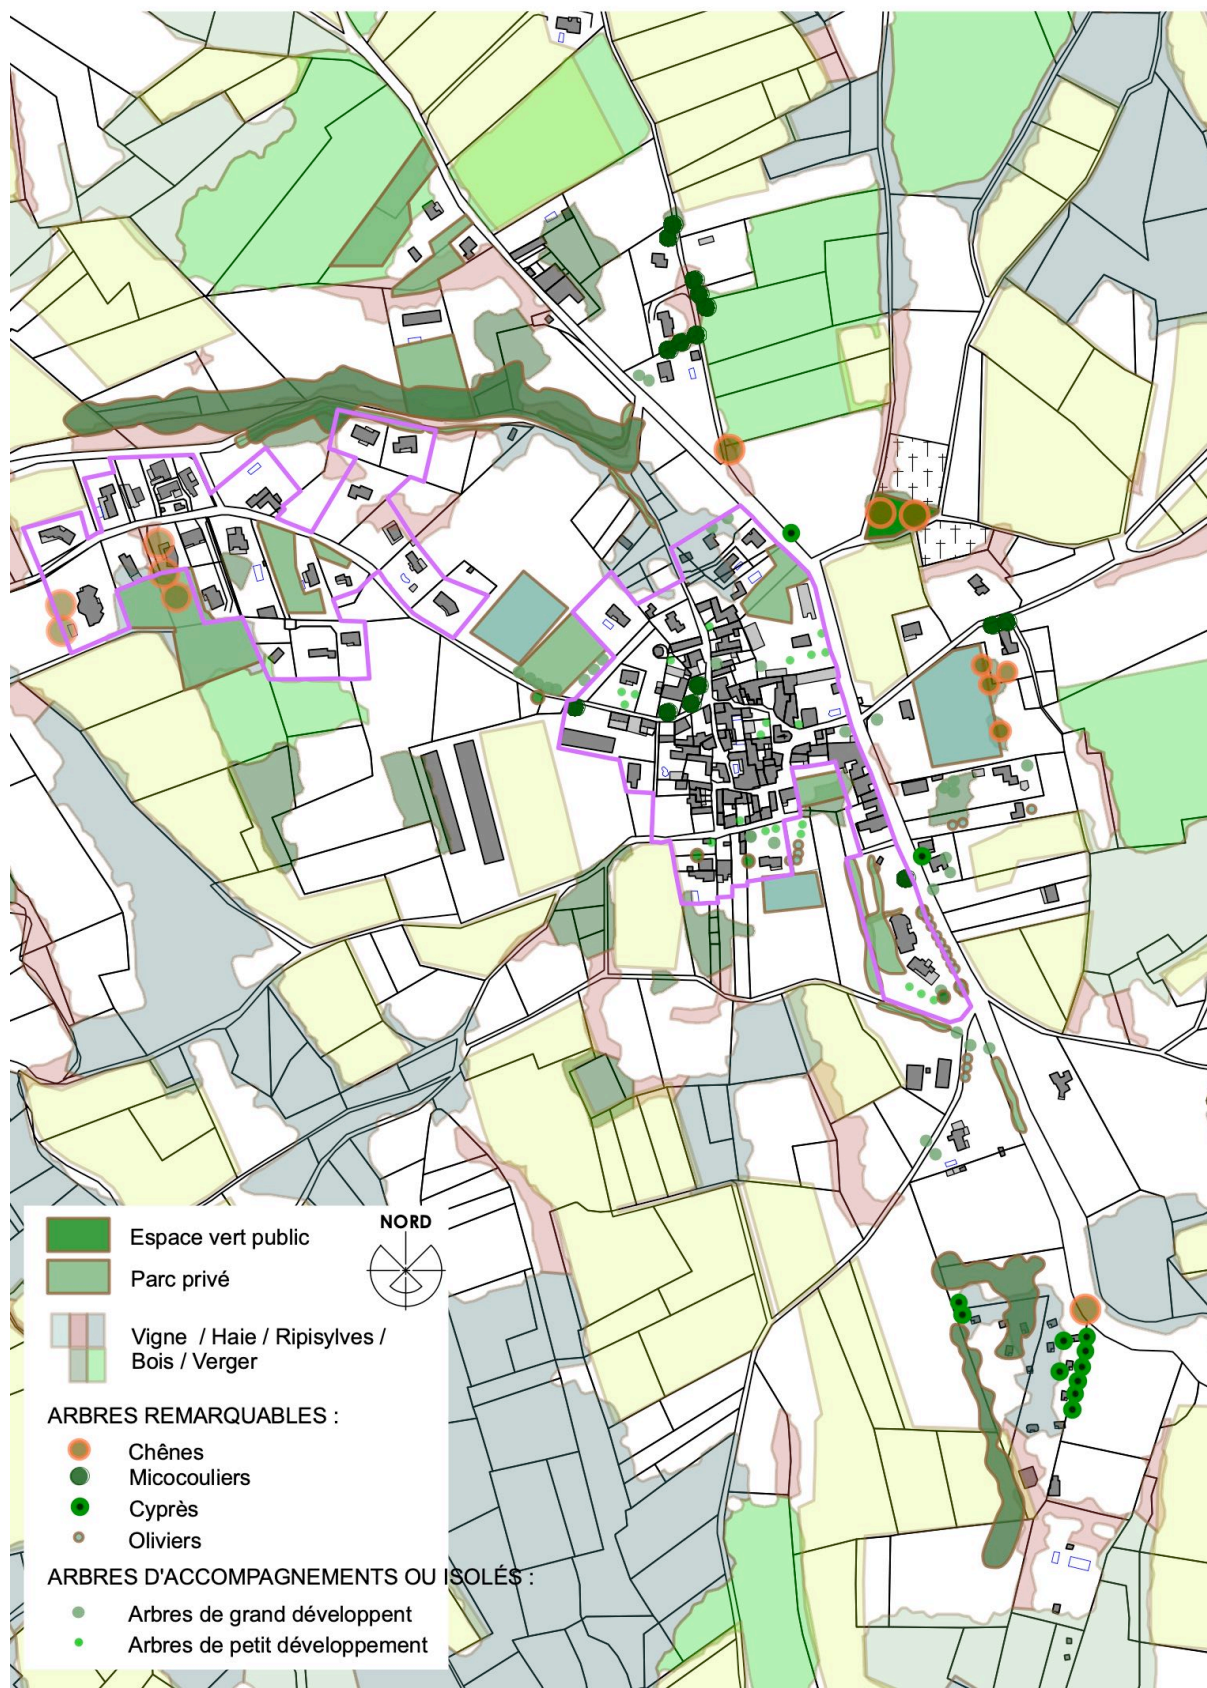 NORD
Espace vert public
Parc privé
Vigne / Haie / Ripisylves /
Bois / Verger
ARBRES REMARQUABLES :
Chênes
Micocouliers
Cyprès
Oliviers
ARBRES D'ACCOMPAGNEMENTS OU ISOLÉS :
Arbres de grand développent
Arbres de petit développement